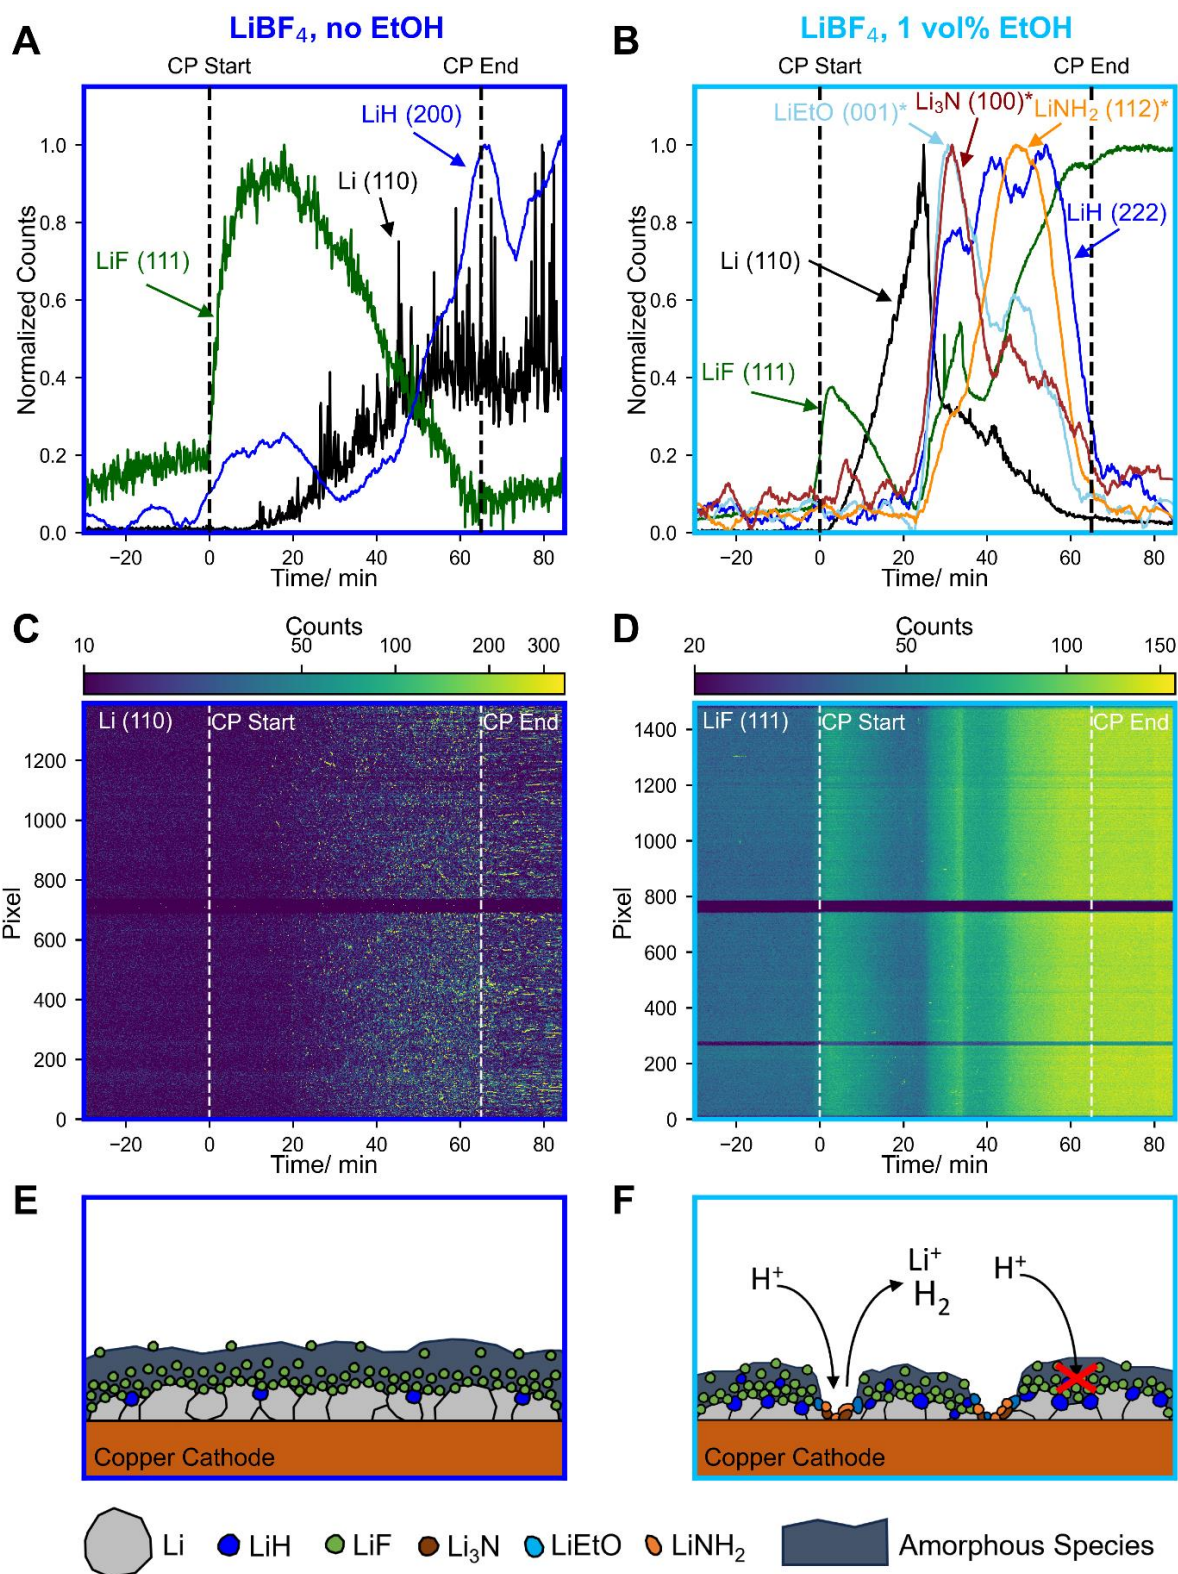 A
LiBF₄, no EtOH
CP Start
CP End
LiH (200)
Li (110)
LiF (111)
Normalized Counts
1.0
0.8
0.6
0.4
0.2
0.0
−20
0
20
40
60
80
Time/ min
B
LiBF₄, 1 vol% EtOH
CP Start
CP End
LiEtO (001)*
Li₃N (100)*
LiNH₂ (112)*
LiH (222)
Li (110)
LiF (111)
Normalized Counts
1.0
0.8
0.6
0.4
0.2
0.0
−20
0
20
40
60
80
Time/ min
C
Counts
10
50
100
200
300
Li (110)
CP Start
CP End
Pixel
1200
1000
800
600
400
200
0
−20
0
20
40
60
80
Time/ min
D
Counts
20
50
100
150
LiF (111)
CP Start
CP End
Pixel
1400
1200
1000
800
600
400
200
0
−20
0
20
40
60
80
Time/ min
E
Copper Cathode
F
H⁺
Li⁺
H₂
H⁺
Copper Cathode
Li
LiH
LiF
Li₃N
LiEtO
LiNH₂
Amorphous Species